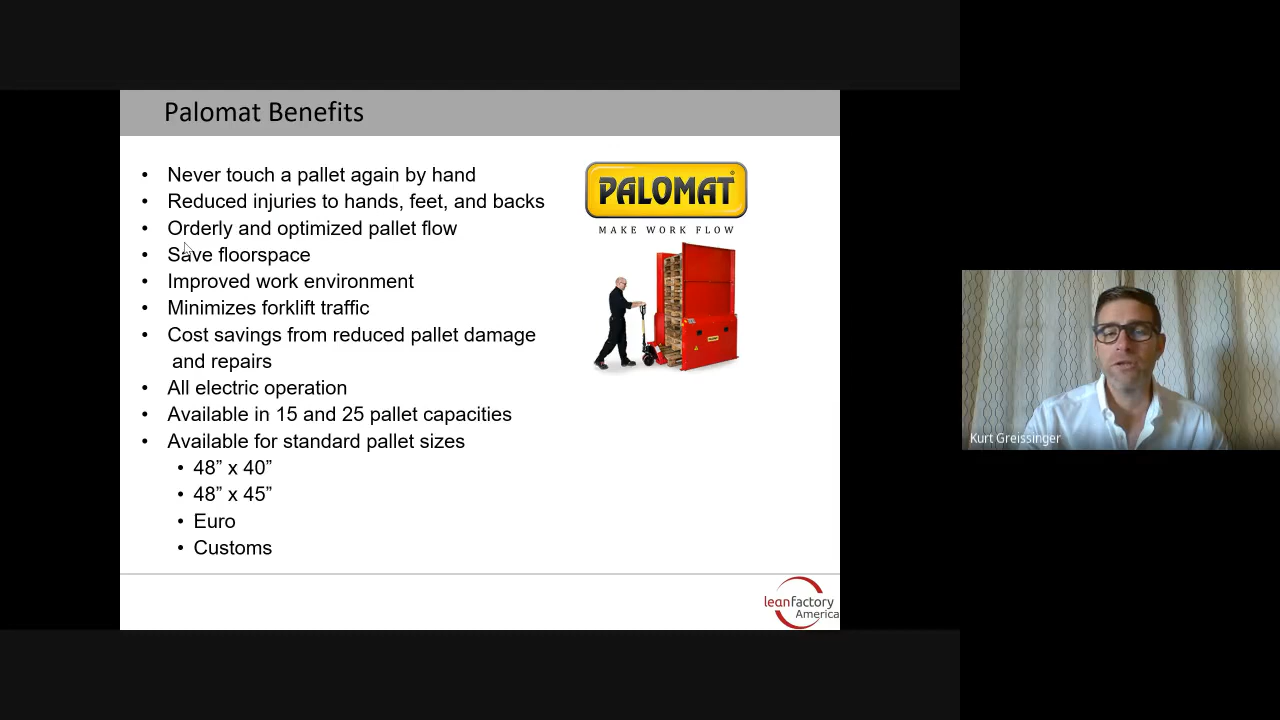 Palomat Benefits
• Never touch a pallet again by hand
• Reduced injuries to hands, feet, and backs
• Orderly and optimized pallet flow
• Save floorspace
• Improved work environment
• Minimizes forklift traffic
• Cost savings from reduced pallet damage
and repairs
• All electric operation
• Available in 15 and 25 pallet capacities
• Available for standard pallet sizes
• 48” x 40”
• 48” x 45”
• Euro
• Customs
PALOMAT®
MAKE WORK FLOW
leanfactory
America
Kurt Greissinger